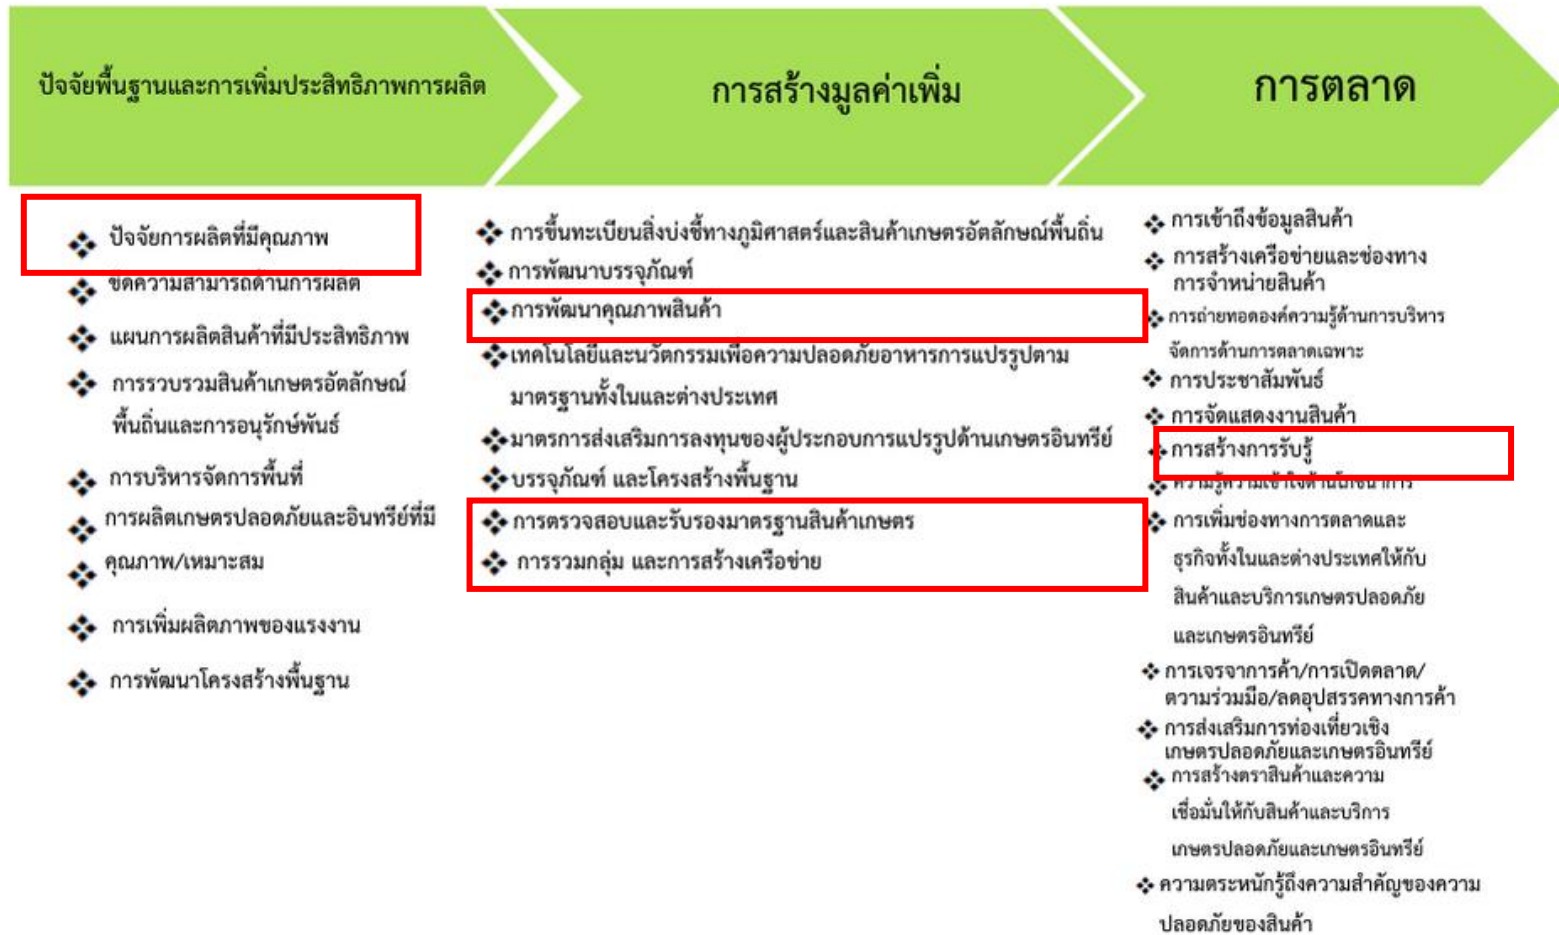 ปัจจัยพื้นฐานและการเพิ่มประสิทธิภาพการผลิต
การสร้างมูลค่าเพิ่ม
การตลาด
ปัจจัยการผลิตที่มีคุณภาพ
ขีดความสามารถด้านการผลิต
แผนการผลิตสินค้าที่มีประสิทธิภาพ
การรวบรวมสินค้าเกษตรอัตลักษณ์
พื้นถิ่นและการอนุรักษ์พันธ์
การบริหารจัดการพื้นที่
การผลิตเกษตรปลอดภัยและอินทรีย์ที่มี
คุณภาพ/เหมาะสม
การเพิ่มผลิตภาพของแรงงาน
การพัฒนาโครงสร้างพื้นฐาน
การขึ้นทะเบียนสิ่งบ่งชี้ทางภูมิศาสตร์และสินค้าเกษตรอัตลักษณ์พื้นถิ่น
การพัฒนาบรรจุภัณฑ์
การพัฒนาคุณภาพสินค้า
เทคโนโลยีและนวัตกรรมเพื่อความปลอดภัยอาหารการแปรรูปตาม
มาตรฐานทั้งในและต่างประเทศ
มาตรการส่งเสริมการลงทุนของผู้ประกอบการแปรรูปด้านเกษตรอินทรีย์
บรรจุภัณฑ์ และโครงสร้างพื้นฐาน
การตรวจสอบและรับรองมาตรฐานสินค้าเกษตร
การรวมกลุ่ม และการสร้างเครือข่าย
การเข้าถึงข้อมูลสินค้า
การสร้างเครือข่ายและช่องทาง
การจำหน่ายสินค้า
การถ่ายทอดองค์ความรู้ด้านการบริหาร
จัดการด้านการตลาดเฉพาะ
การประชาสัมพันธ์
การจัดแสดงงานสินค้า
การสร้างการรับรู้
ความรู้ความเข้าใจด้านโภชนาการ
การเพิ่มช่องทางการตลาดและ
ธุรกิจทั้งในและต่างประเทศให้กับ
สินค้าและบริการเกษตรปลอดภัย
และเกษตรอินทรีย์
การเจรจาการค้า/การเปิดตลาด/
ความร่วมมือ/ลดอุปสรรคทางการค้า
การส่งเสริมการท่องเที่ยวเชิง
เกษตรปลอดภัยและเกษตรอินทรีย์
การสร้างตราสินค้าและความ
เชื่อมั่นให้กับสินค้าและบริการ
เกษตรปลอดภัยและเกษตรอินทรีย์
ความตระหนักรู้ถึงความสำคัญของความ
ปลอดภัยของสินค้า